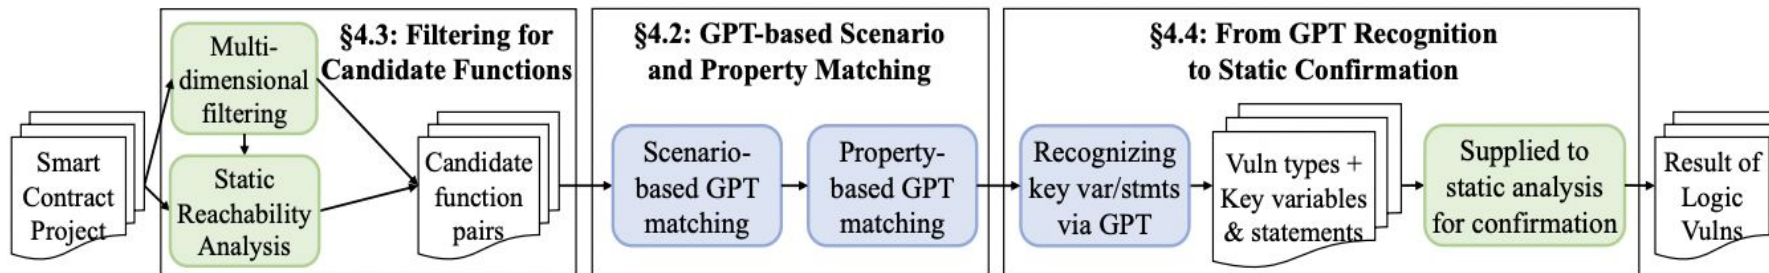 Smart
Contract
Project
Multi-
dimensional
filtering
Static
Reachability
Analysis
§4.3: Filtering for
Candidate Functions
Candidate
function
pairs
§4.2: GPT-based Scenario
and Property Matching
Scenario-
based GPT
matching
Property-
based GPT
matching
§4.4: From GPT Recognition
to Static Confirmation
Recognizing
key var/stmts
via GPT
Vuln types +
Key variables
& statements
Supplied to
static analysis
for confirmation
Result of
Logic
Vulns